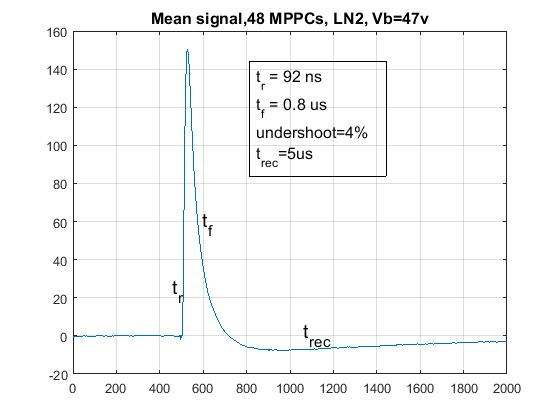 Mean signal,48 MPPCs, LN2, Vb=47v
160
140
120
100
80
60
40
20
0
-20
t_r = 92 ns
t_f = 0.8 us
undershoot=4%
t_rec=5us
t_f
t_r
t_rec
0 200 400 600 800 1000 1200 1400 1600 1800 2000